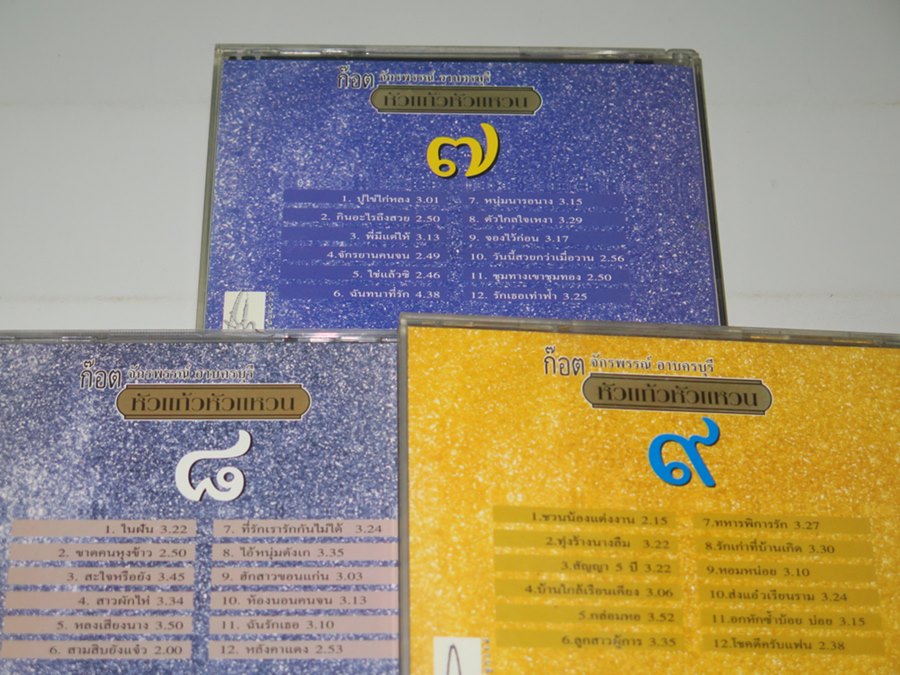 ก๊อต จักรพรรณ์ อาบครบุรี
หัวแก้วหัวแหวน
๗
1. ปูไข่ไก่หลง 3.01
2. กินอะไรถึงสวย 2.50
3. พี่มีแต่ให้ 3.13
4.จักรยานคนจน 2.49
5. ใช่แล้วซิ 2.46
6. ฉันทนาที่รัก 4.38
7. หนุ่มนารอนาง 3.15
8. ตัวไกลใจเหงา 3.29
9. จองไว้ก่อน 3.17
10. วันนี้สวยกว่าเมื่อวาน 2.56
11. ชุมทางเขาชุมทอง 2.50
12. รักเธอเท่าฟ้า 3.25
ก๊อต จักรพรรณ์ อาบครบุรี
หัวแก้วหัวแหวน
๘
1. ในฝัน 3.22
2. ขาดคนหุงข้าว 2.50
3. สะใจหรือยัง 3.45
4. สาวผักไห่ 3.34
5. หลงเสียงนาง 3.50
6. สามสิบยังแจ๋ว 2.00
7. ที่รักเรารักกันไม่ได้ 3.24
8. ไอ้หนุ่มตังเก 3.35
9. ฮักสาวขอนแก่น 3.03
10. ห้องนอนคนจน 3.13
11. ฉันรักเธอ 3.10
12. หลังคาแดง 2.53
ก๊อต จักรพรรณ์ อาบครบุรี
หัวแก้วหัวแหวน
๙
1.ชวนน้องแต่งงาน 2.15
2.ทุ่งร้างนางลืม 3.22
3.สัญญา 5 ปี 3.22
4.บ้านใกล้เรือนเคียง 3.06
5.กล่อมหอ 3.52
6.ลูกสาวผู้การ 3.35
7.ทหารพิการรัก 3.27
8.รักเก่าที่บ้านเกิด 3.30
9.หอมหน่อย 3.10
10.ส่งแอ๋วเรียนราม 3.24
11.อกหักซ้ำบ้อย บ่อย 3.15
12.โชคดีครับแฟน 2.38